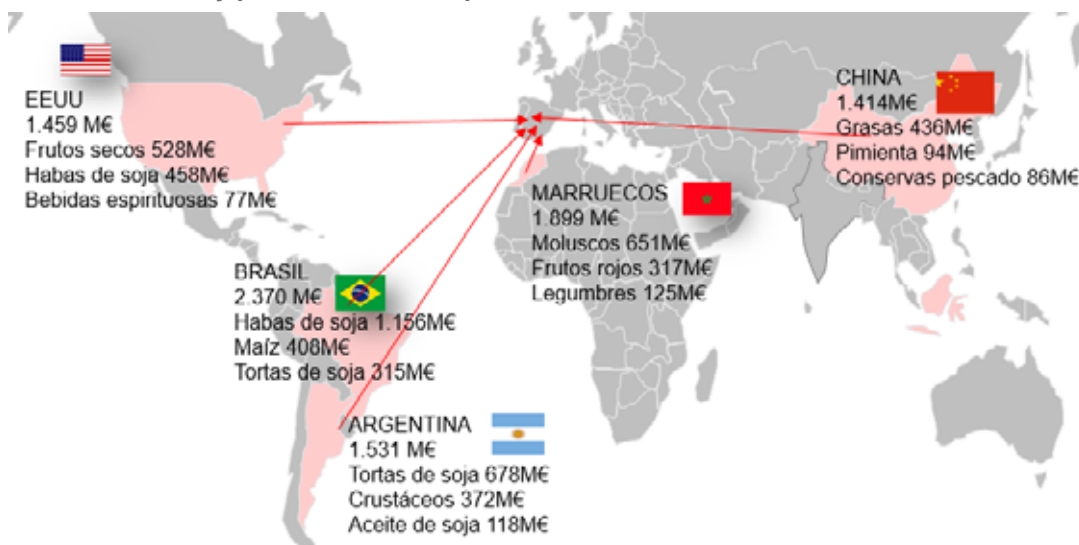 EEUU
1.459 M€
Frutos secos 528M€
Habas de soja 458M€
Bebidas espirituosas 77M€
CHINA
1.414M€
Grasas 436M€
Pimienta 94M€
Conservas pescado 86M€
MARRUECOS
1.899 M€
Moluscos 651M€
Frutos rojos 317M€
Legumbres 125M€
BRASIL
2.370 M€
Habas de soja 1.156M€
Maíz 408M€
Tortas de soja 315M€
ARGENTINA
1.531 M€
Tortas de soja 678M€
Crustáceos 372M€
Aceite de soja 118M€